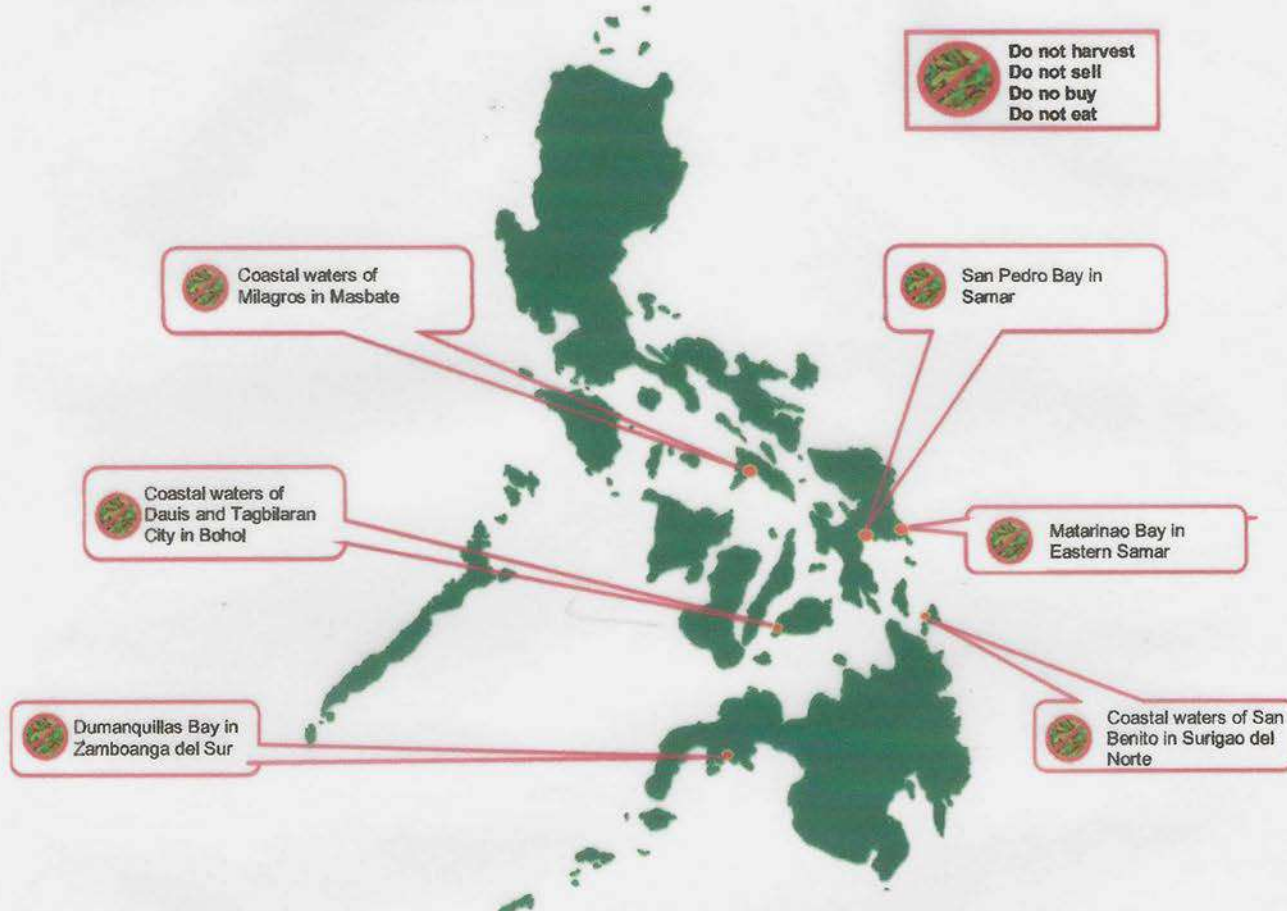 Do not harvest
Do not sell
Do no buy
Do not eat
Coastal waters of
Milagros in Masbate
San Pedro Bay in
Samar
Coastal waters of
Dauis and Tagbilaran
City in Bohol
Matarinao Bay in
Eastern Samar
Dumanquillas Bay in
Zamboanga del Sur
Coastal waters of San
Benito in Surigao del
Norte